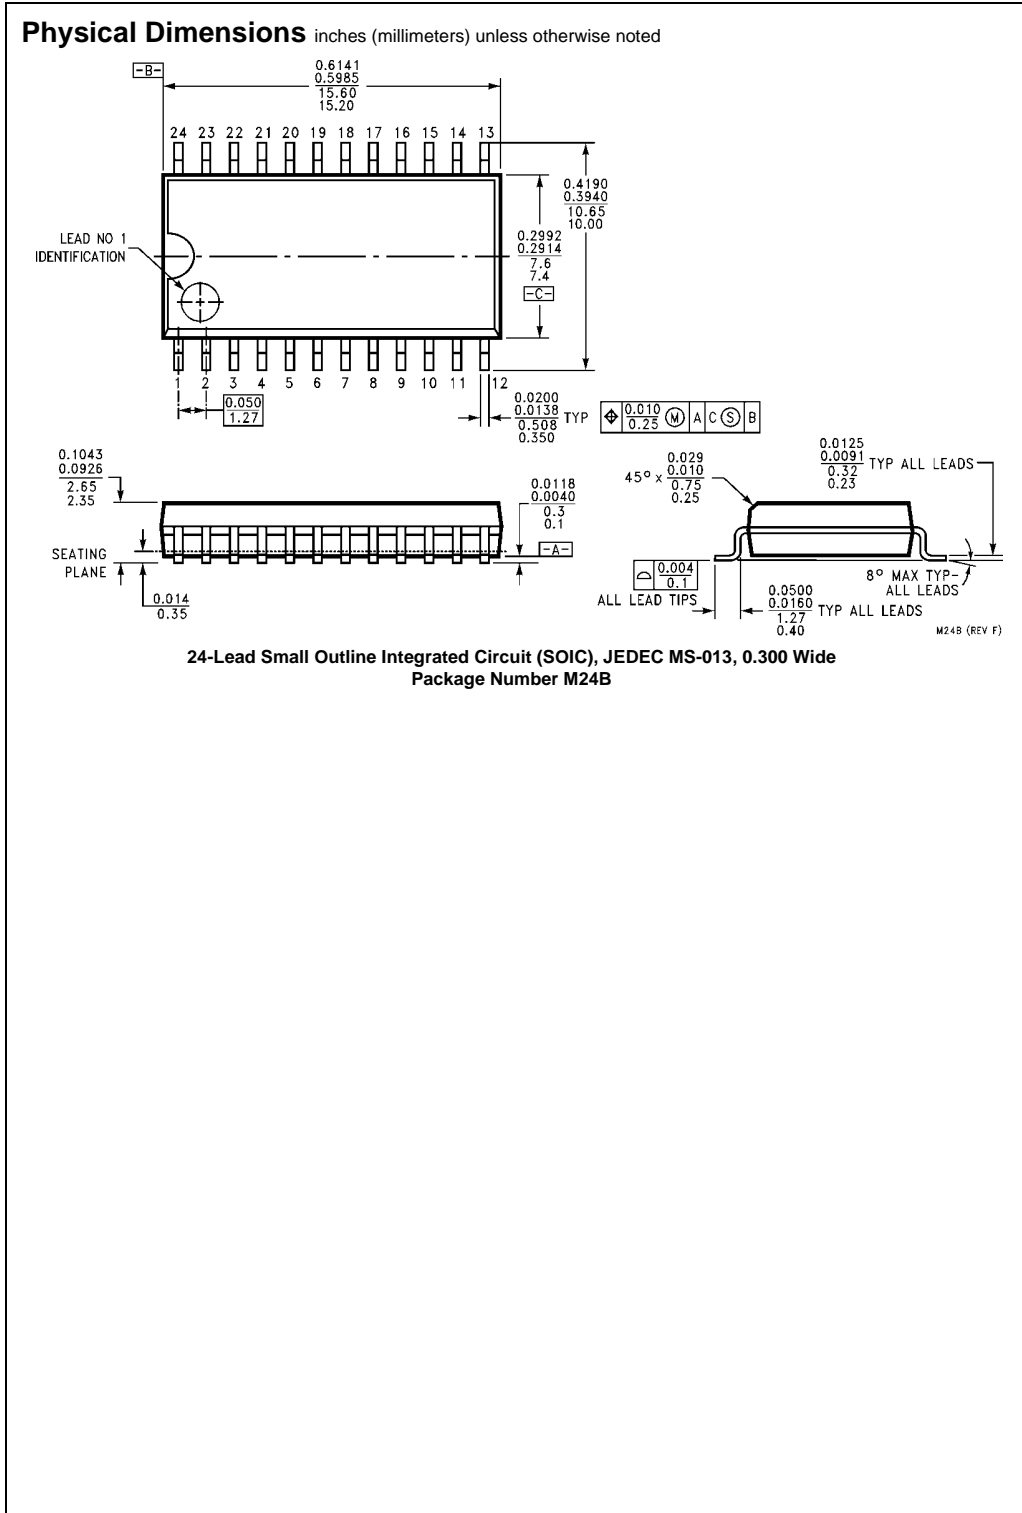 Physical Dimensions inches (millimeters) unless otherwise noted
-B-
0.6141
0.5985
15.60
15.20
24 23 22 21 20 19 18 17 16 15 14 13
LEAD NO 1
IDENTIFICATION
0.4190
0.3940
10.65
10.00
0.2992
0.2914
7.6
7.4
-C-
1 2 3 4 5 6 7 8 9 10 11 12
0.050
1.27
0.0200
0.0138
0.508
0.350
TYP
0.010
0.25
M A C S B
0.1043
0.0926
2.65
2.35
SEATING
PLANE
0.014
0.35
0.0118
0.0040
0.3
0.1
-A-
45° x
0.029
0.010
0.75
0.25
0.0125
0.0091
0.32
0.23
TYP ALL LEADS
0.004
0.1
ALL LEAD TIPS
0.0500
0.0160
1.27
0.40
TYP ALL LEADS
8° MAX TYP-
ALL LEADS
M24B (REV F)
24-Lead Small Outline Integrated Circuit (SOIC), JEDEC MS-013, 0.300 Wide
Package Number M24B